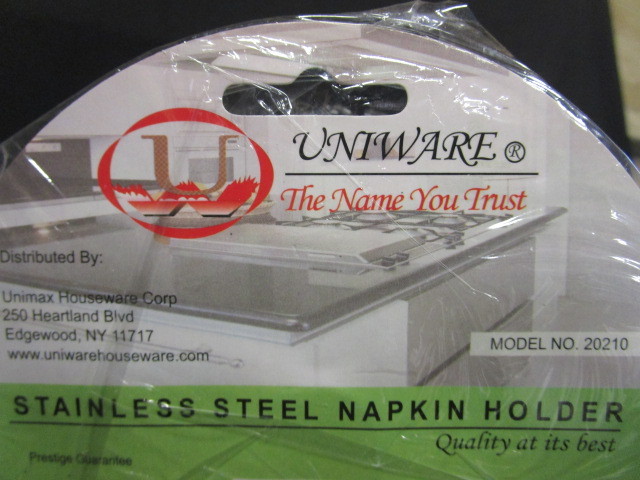 UNIWARE ®
The Name You Trust
Distributed By:
Unimax Houseware Corp
250 Heartland Blvd
Edgewood, NY 11717
www.uniwarehouseware.com
MODEL NO. 20210
STAINLESS STEEL NAPKIN HOLDER
Quality at its best
Prestige Guarantee